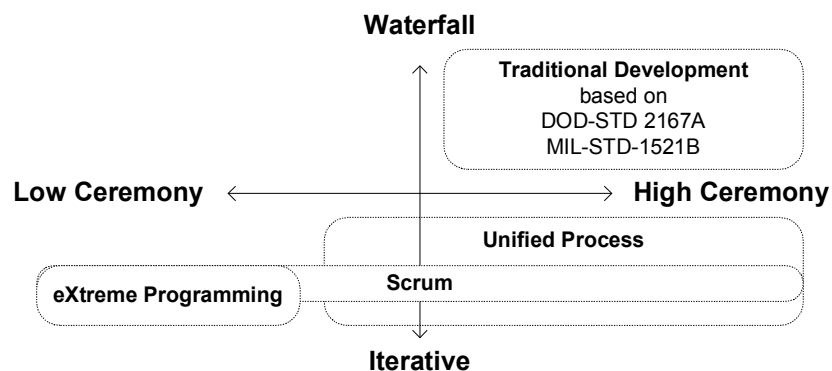 Waterfall
Traditional Development
based on
DOD-STD 2167A
MIL-STD-1521B
Low Ceremony
High Ceremony
Unified Process
Scrum
eXtreme Programming
Iterative